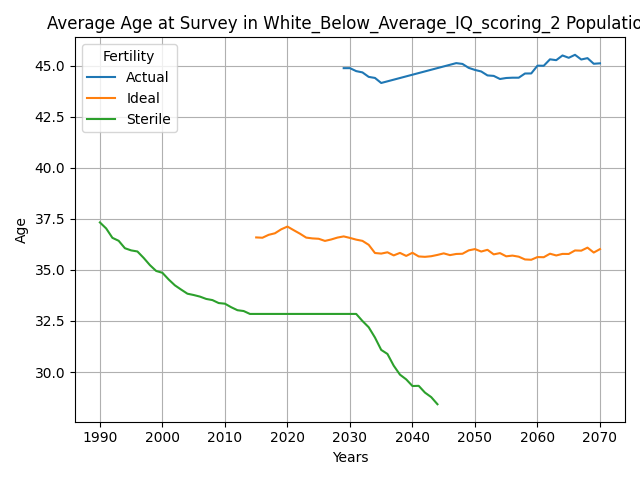 Average Age at Survey in White_Below_Average_IQ_scoring_2 Populatio
Fertility
Actual
Ideal
Sterile
45.0
42.5
40.0
37.5
35.0
32.5
30.0
Age
1990 2000 2010 2020 2030 2040 2050 2060 2070
Years